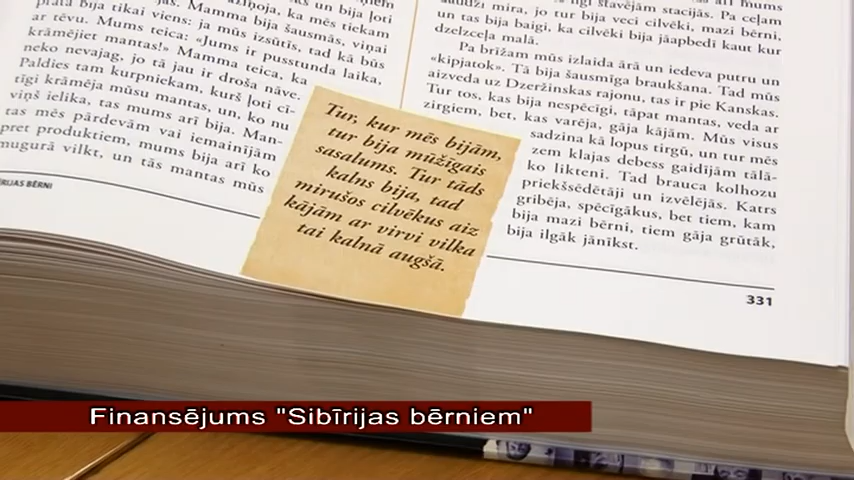 plata Bija tikai viens: ja mūs
Mamma bija šausmās, viņai
ar tēvu. Mums teica: «Jums ir pusstunda laika,
krāmējiet mantas!» Mamma teica, ka
neko nevajag, jo tā jau ir droša nāve.
Paldies tam kurpniekam, kurš ļoti cī-
tīgi krāmēja mūsu mantas, un, ko nu
viņš ielika, tas mums arī bija. Man-
tas mēs pārdevām vai iemainījām
pret produktiem, mums bija arī ko
mugurā vilkt, un tās mantas mūs
RIJAS BĒRNI
Tur, kur mēs bijām,
tur bija mūžīgais
sasalums. Tur tāds
kalns bija, tad
mirušos cilvēkus aiz
kājām ar virvi vilka
tai kalnā augšā.
stāvējām stacijās. Pa ceļam
daudzi mira, jo tur bija veci cilvēki, mazi bērni,
un tas bija baigi, ka cilvēki bija jāapbedī kaut kur
dzelzceļa malā.
Pa brīžam mūs izlaida ārā un iedeva putru un
«kipjatok». Tā bija šausmīga braukšana. Tad mūs
aizveda uz Dzeržinskas rajonu, tas ir pie Kanskas.
Tur tos, kas bija nespēcīgi, tāpat mantas, veda ar
zirgiem, bet, kas varēja, gāja kājām. Mūs visus
sadzina kā lopus tirgū, un tur mēs
zem klajas debess gaidījām tālā-
ko likteni. Tad brauca kolhozu
priekšsēdētāji un izvēlējās. Katrs
gribēja, spēcīgākus, bet tiem, kam
bija mazi bērni, tiem gāja grūtāk,
bija ilgāk jānīkst.
331
Finansējums "Sibīrijas bērniem"